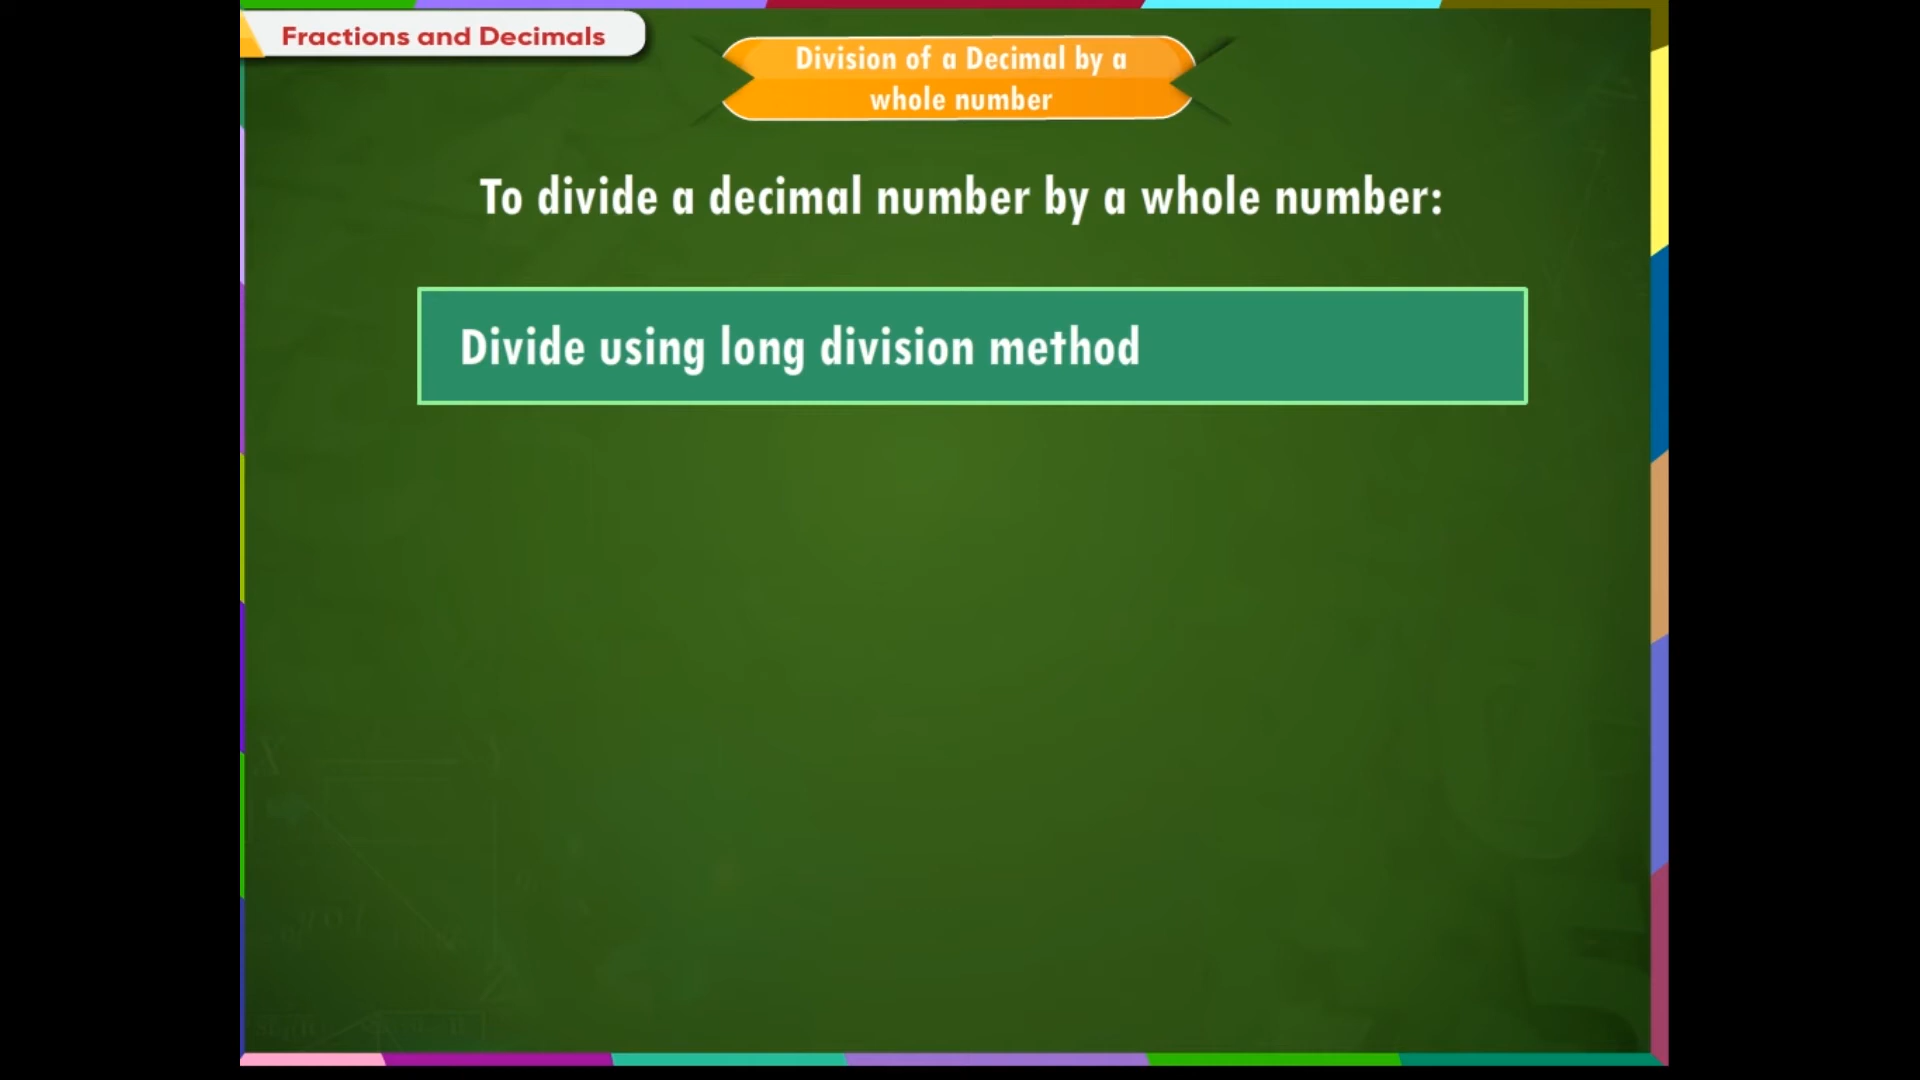 Fractions and Decimals
Division of a Decimal by a
whole number
To divide a decimal number by a whole number:
Divide using long division method